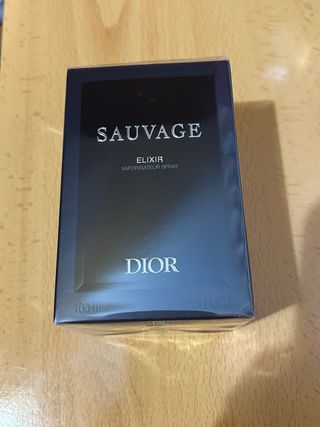 SAUVAGE
ELIXIR
VAPORISATEUR SPRAY
DIOR
100 ml